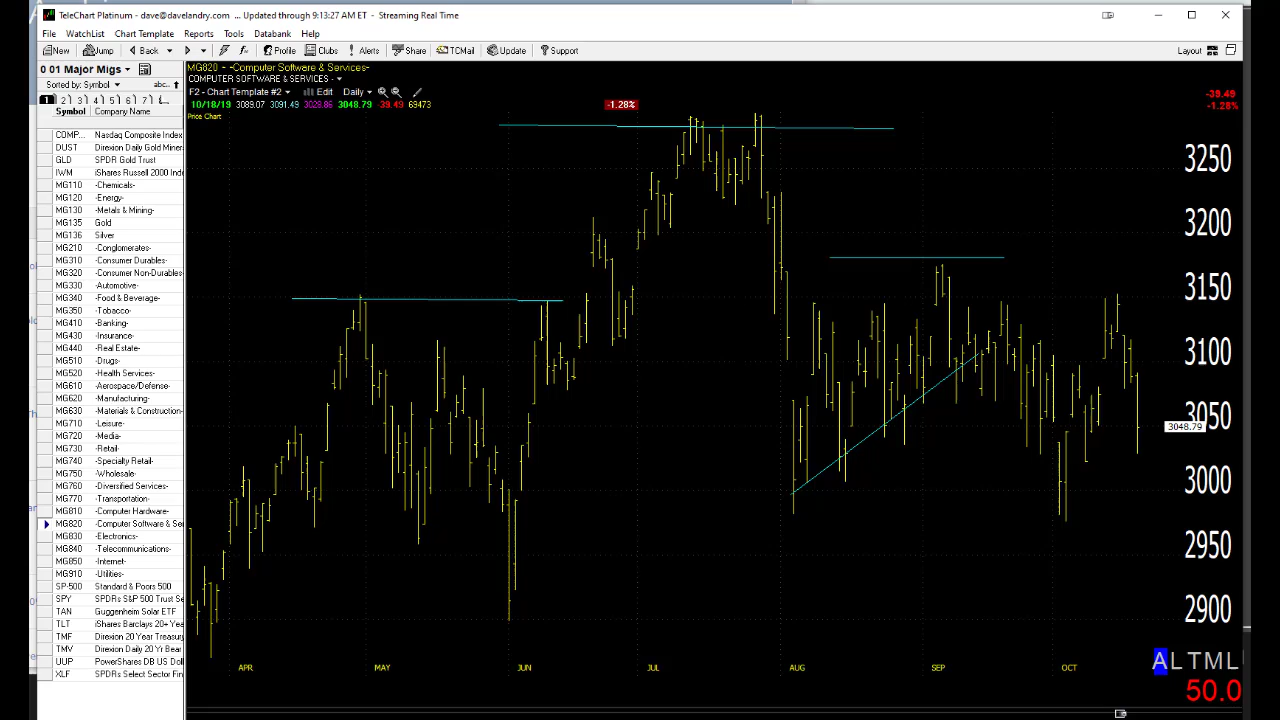 TeleChart Platinum - dave@davelandry.com ... Updated through 9:13:27 AM ET - Streaming Real Time
File WatchList Chart Template Reports Tools Databank Help
New Jump Back Profile Clubs Alerts Share TCMail Update Support Layout
0 01 Major Migs
Sorted by: Symbol abc..
1 2 3 4 5 6 7
Symbol Company Name
COMP... Nasdaq Composite Index
DUST Direxion Daily Gold Miner
GLD SPDR Gold Trust
IWM iShares Russell 2000 Inde
MG110 -Chemicals-
MG120 -Energy-
MG130 -Metals & Mining-
MG135 Gold
MG136 Silver
MG210 -Conglomerates-
MG310 -Consumer Durables-
MG320 -Consumer Non-Durables-
MG330 -Automotive-
MG340 -Food & Beverage-
MG350 -Tobacco-
MG410 -Banking-
MG430 -Insurance-
MG440 -Real Estate-
MG510 -Drugs-
MG520 -Health Services-
MG610 -Aerospace/Defense-
MG620 -Manufacturing-
MG630 -Materials & Construction-
MG710 -Leisure-
MG720 -Media-
MG730 -Retail-
MG740 -Specialty Retail-
MG750 -Wholesale-
MG760 -Diversified Services-
MG770 -Transportation-
MG810 -Computer Hardware-
MG820 -Computer Software & Ser
MG830 -Electronics-
MG840 -Telecommunications-
MG850 -Internet-
MG910 -Utilities-
SP-500 Standard & Poors 500
SPY SPDRs S&P 500 Trust Se
TAN Guggenheim Solar ETF
TLT iShares Barclays 20+ Yea
TMF Direxion 20 Year Treasury
TMV Direxion Daily 20 Yr Bear
UUP PowerShares DB US Doll
XLF SPDRs Select Sector Fin
MG820 - -Computer Software & Services-
COMPUTER SOFTWARE & SERVICES -
F2 - Chart Template #2 Edit Daily
10/18/19 3089.07 3091.49 3028.86 3048.79 -39.49 69473 -1.28%
Price Chart
-39.49
-1.28%
3250
3200
3150
3100
3050
3048.79
3000
2950
2900
APR MAY JUN JUL AUG SEP OCT
ALTML
50.0